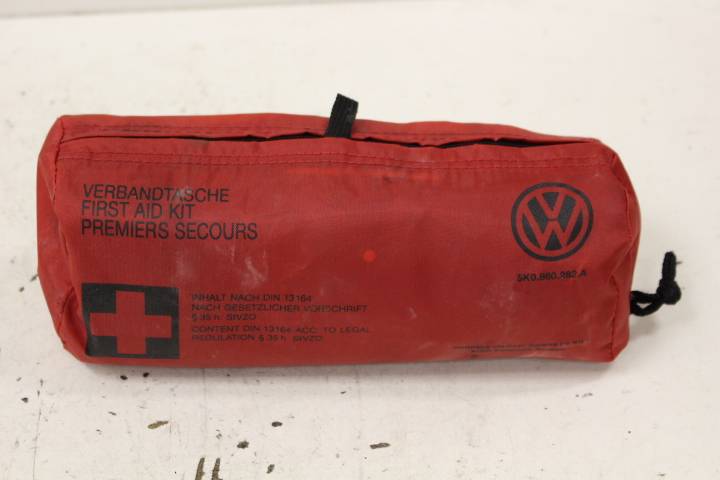 VERBANDTASCHE
FIRST AID KIT
PREMIERS SECOURS
VW
5K0.860.282.A
INHALT NACH DIN 13164
NACH GESETZLICHER VORSCHRIFT
§ 35 h. StVZO
CONTENT DIN 13164 ACC. TO LEGAL
REGULATION § 35 h. StVZO